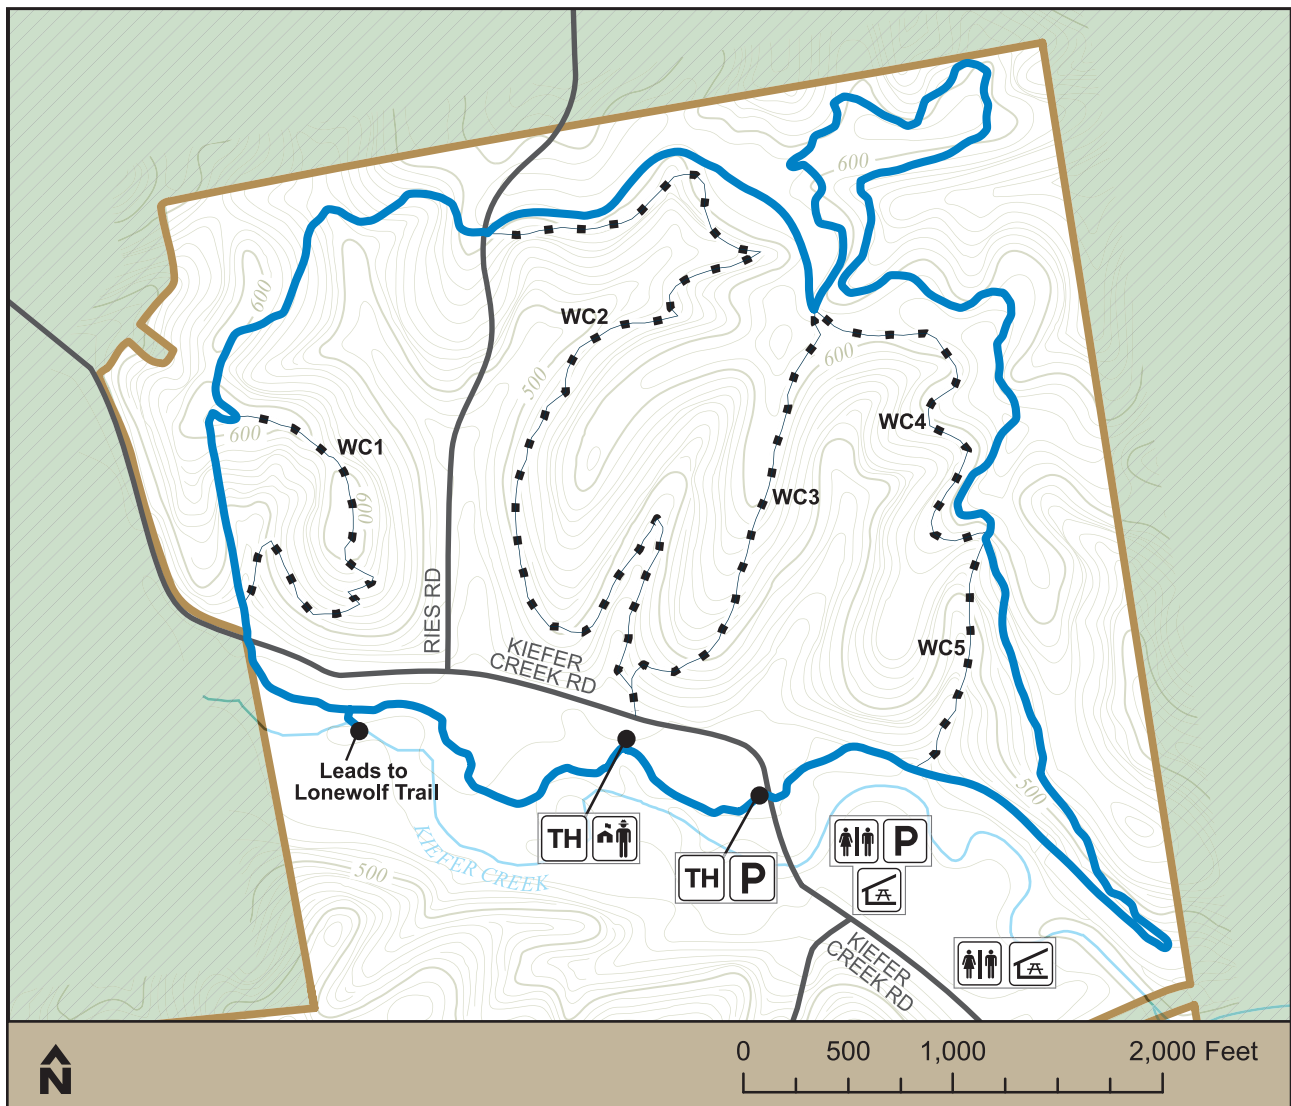 600
600
WC2
600
500
WC4
600
WC1
WC3
600
RIES RD
KIEFER
CREEK RD
WC5
Leads to
Lonewolf Trail
500
TH
KIEFER CREEK
P
TH P
500
KIEFER
CREEK RD
N
0 500 1,000 2,000 Feet